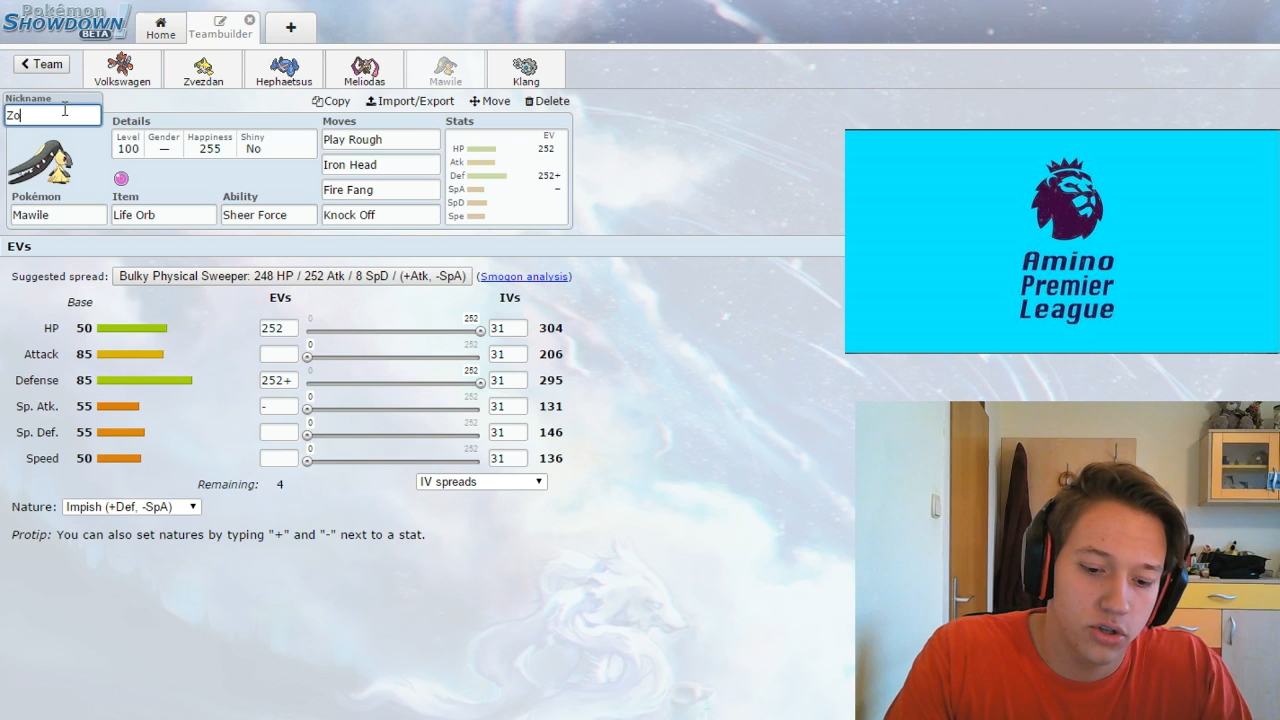 Pokémon
SHOWDOWN!
BETA
Home
Teambuilder
+
Team
Volkswagen
Zvezdan
Hephaetsus
Meliodas
Mawile
Klang
Nickname
Zo
Copy
Import/Export
Move
Delete
Details
Moves
Stats
Level
Gender
Happiness
Shiny
100
—
255
No
Play Rough
Iron Head
Fire Fang
Knock Off
EV
HP 252
Atk
Def 252+
SpA –
SpD
Spe
Pokémon
Item
Ability
Mawile
Life Orb
Sheer Force
EVs
Suggested spread: Bulky Physical Sweeper: 248 HP / 252 Atk / 8 SpD / (+Atk, -SpA) (Smogon analysis)
Base
EVs
IVs
HP 50 252 0 252 31 304
Attack 85 0 252 31 206
Defense 85 252+ 0 252 31 295
Sp. Atk. 55 - 0 252 31 131
Sp. Def. 55 0 252 31 146
Speed 50 0 252 31 136
Remaining: 4
IV spreads
Nature: Impish (+Def, -SpA)
Protip: You can also set natures by typing "+" and "-" next to a stat.
Amino
Premier
League